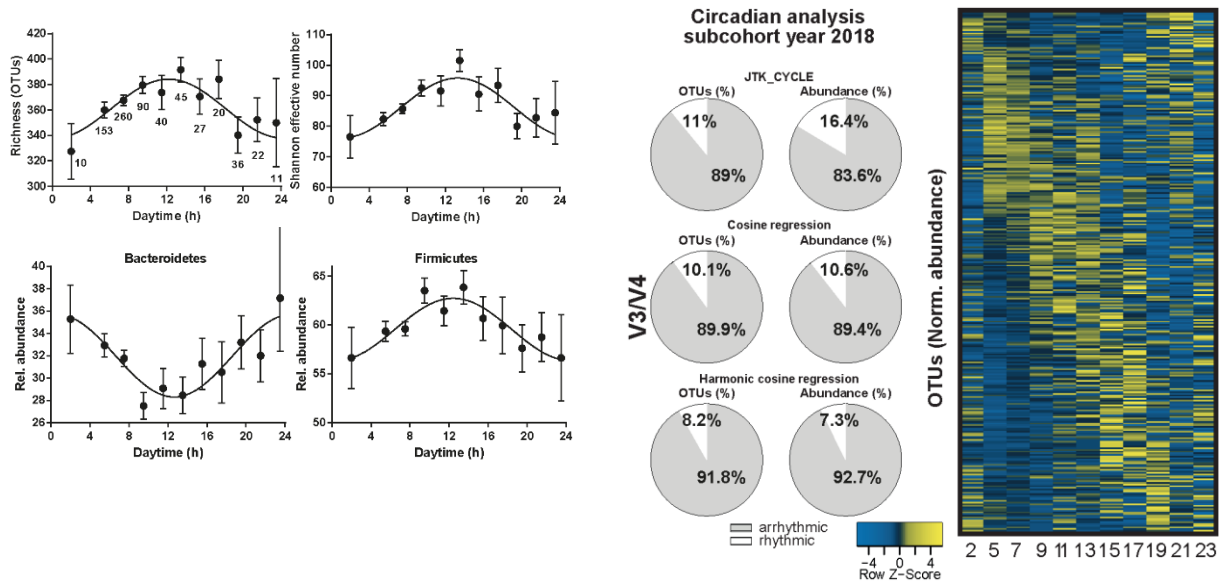 420
400
380
360
340
320
300
Richness (OTUs)
10
153
260
90
40
45
27
20
36
22
11
0 4 8 12 16 20 24
Daytime (h)
110
100
90
80
70
60
Shannon effective number
0 4 8 12 16 20 24
Daytime (h)
Bacteroidetes
40
38
36
34
32
30
28
26
Rel. abundance
0 4 8 12 16 20 24
Daytime (h)
Firmicutes
65
60
55
50
Rel. abundance
0 4 8 12 16 20 24
Daytime (h)
Circadian analysis
subcohort year 2018
V3/V4
JTK_CYCLE
OTUs (%) Abundance (%)
11% 16.4%
89% 83.6%
Cosine regression
OTUs (%) Abundance (%)
10.1% 10.6%
89.9% 89.4%
Harmonic cosine regression
OTUs (%) Abundance (%)
8.2% 7.3%
91.8% 92.7%
arrhythmic
rhythmic
−4 0 4
Row Z−Score
OTUs (Norm. abundance)
2 5 7 9 11 13 15 17 19 21 23